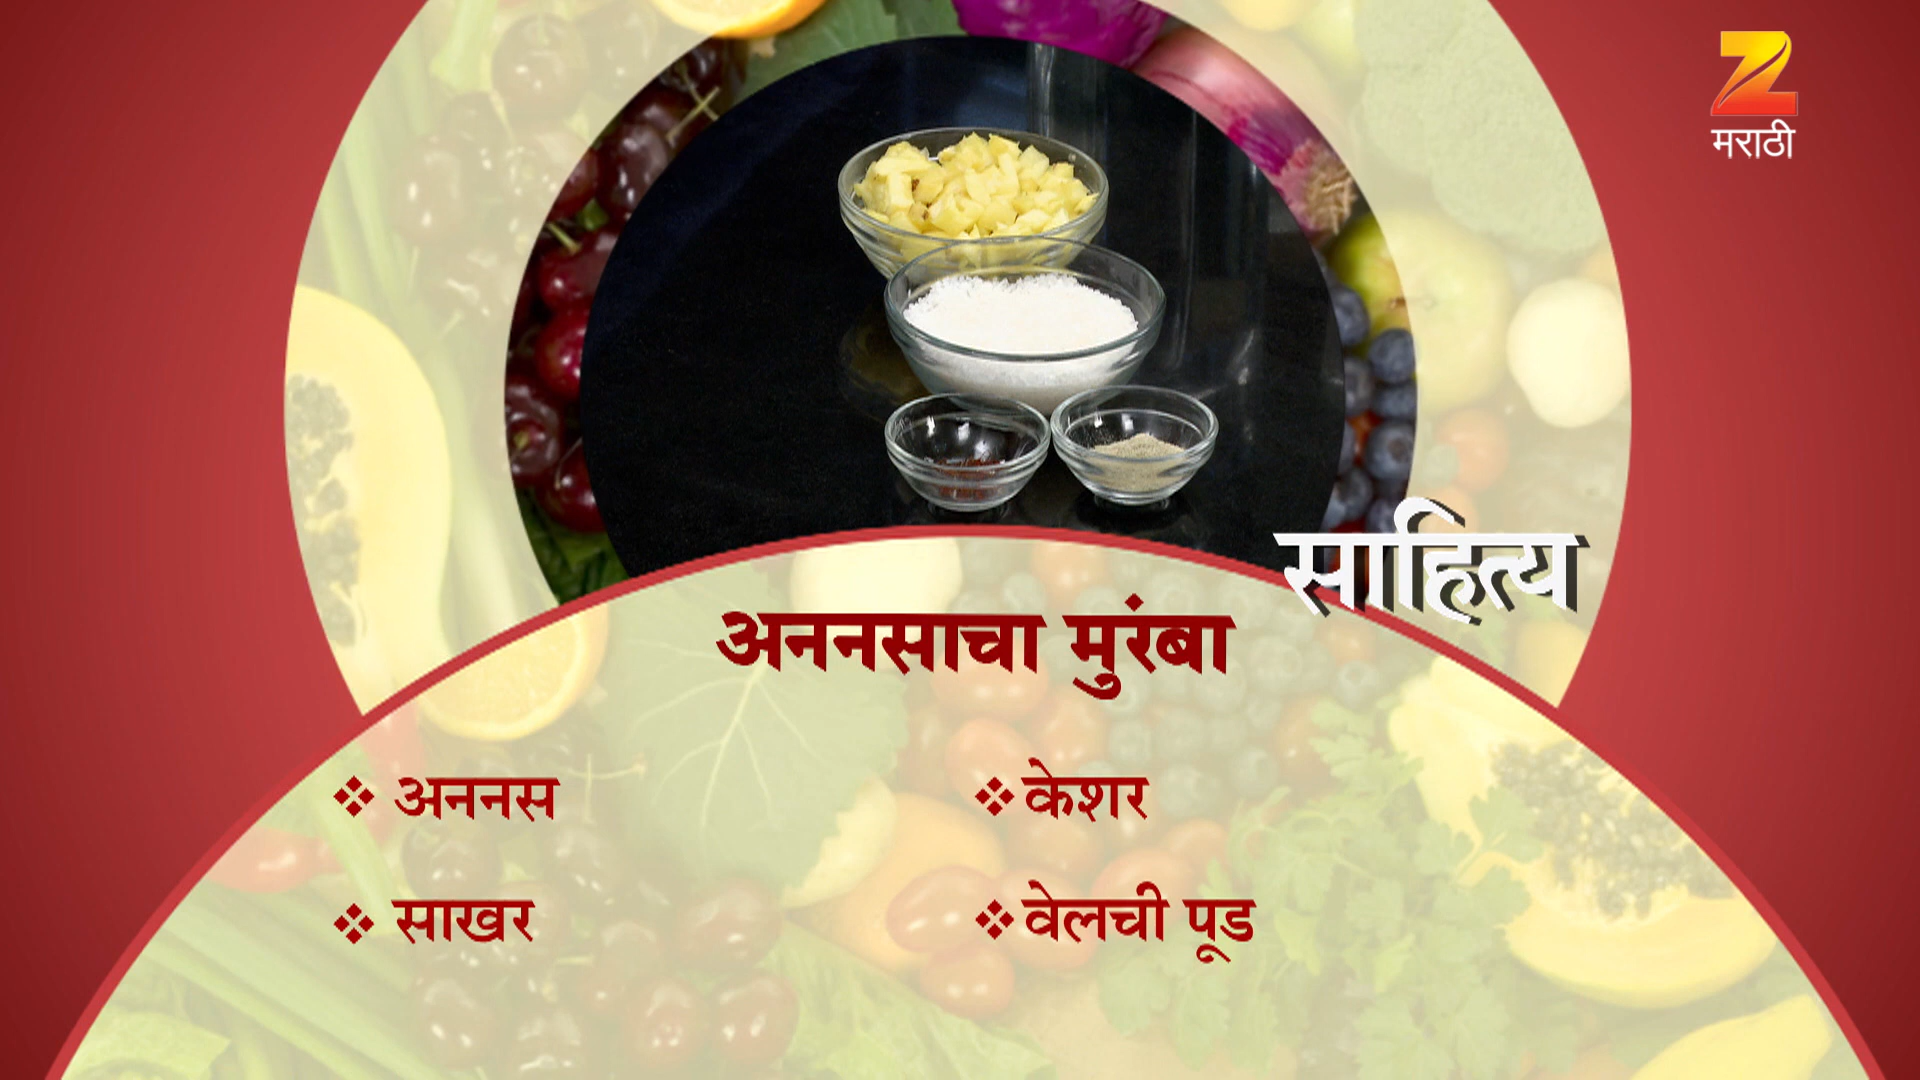 मराठी
साहित्य
अननसाचा मुरंबा
❖ अननस
❖ केशर
❖ साखर
❖ वेलची पूड